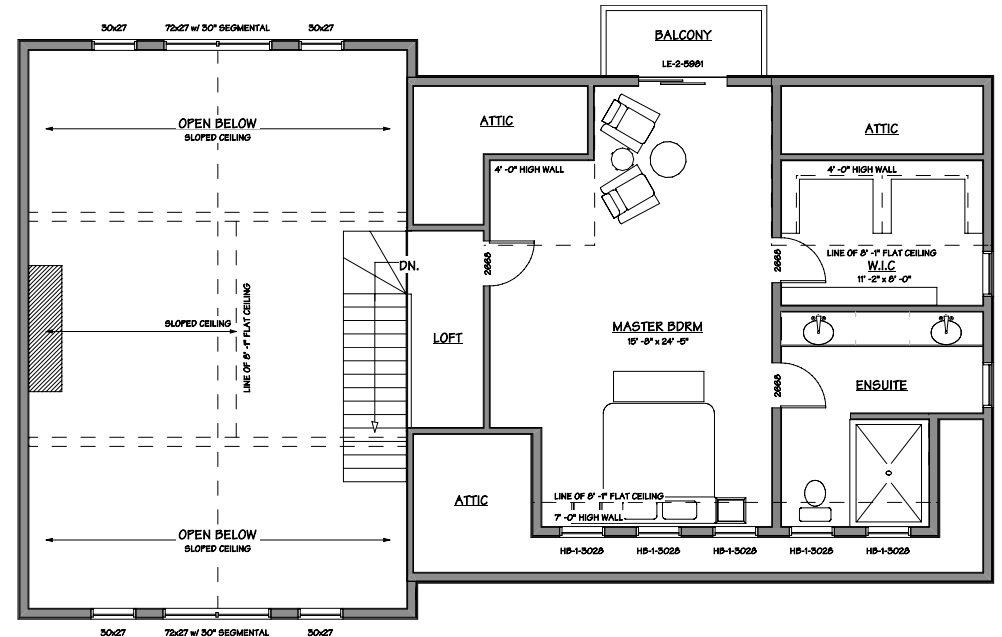 30x27
72x27 w/ 30" SEGMENTAL
30x27
BALCONY
LE-2-5981
OPEN BELOW
SLOPED CEILING
ATTIC
ATTIC
4' -0" HIGH WALL
4' -0" HIGH WALL
DN.
2668
2668
LINE OF 8' -1" FLAT CEILING
W.I.C
11' -2" x 8' -0"
LINE OF 8' -1" FLAT CEILING
SLOPED CEILING
LOFT
MASTER BDRM
15' -8" x 24' -5"
2668
ENSUITE
ATTIC
LINE OF 8' -1" FLAT CEILING
7' -0" HIGH WALL
OPEN BELOW
SLOPED CEILING
HB-1-3028
HB-1-3028
HB-1-3028
HB-1-3028
HB-1-3028
30x27
72x27 w/ 30" SEGMENTAL
30x27